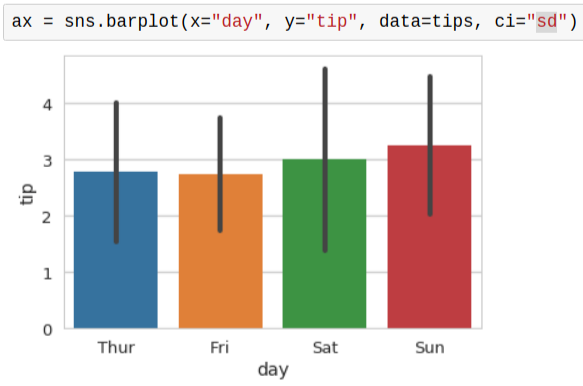 ax = sns.barplot(x="day", y="tip", data=tips, ci="sd")
4
3
2
1
0
tip
Thur Fri Sat Sun
day